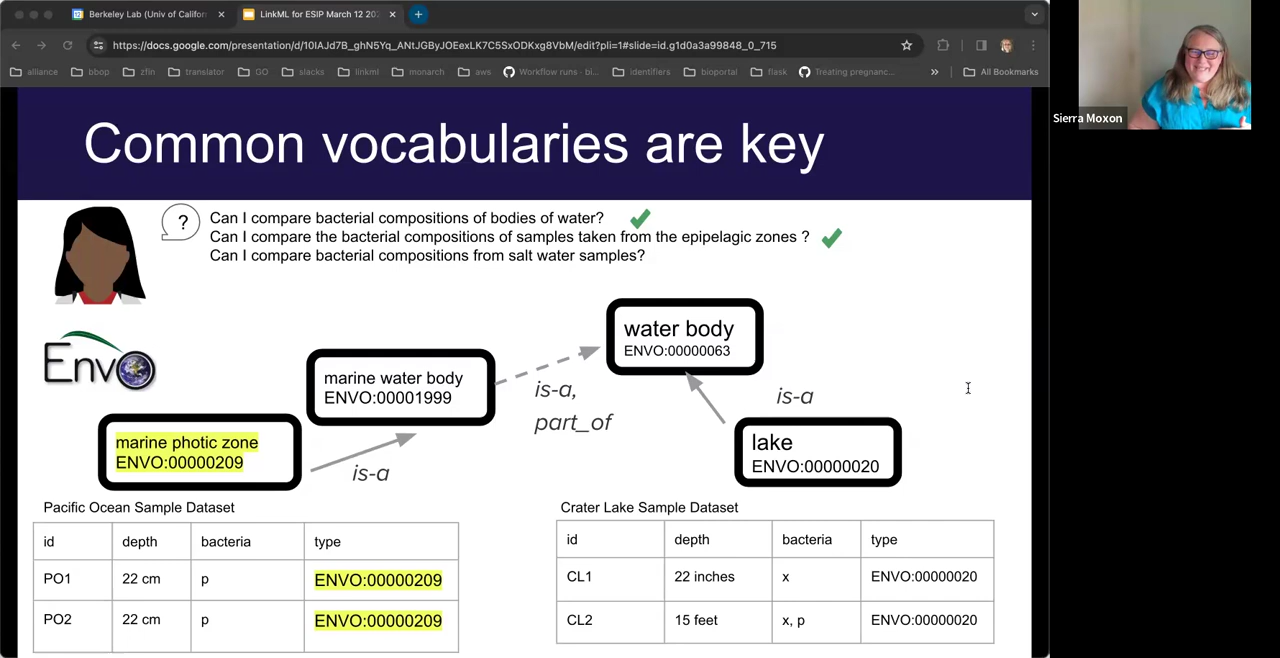 Berkeley Lab (Univ of Califor
LinkML for ESIP March 12 202
https://docs.google.com/presentation/d/10IAJd7B_ghN5Yq_ANtJGByJOEexLK7C5SxODKxg8VbM/edit?pli=1#slide=id.g1d0a3a99848_0_715
alliance
bbop
zfin
translator
GO
slacks
linkml
monarch
aws
Workflow runs · bi...
identifiers
bioportal
flask
Treating pregnanc...
»
All Bookmarks
Sierra Moxon
Common vocabularies are key
?
Can I compare bacterial compositions of bodies of water?
Can I compare the bacterial compositions of samples taken from the epipelagic zones ?
Can I compare bacterial compositions from salt water samples?
EnvO
water body
ENVO:00000063
marine water body
ENVO:00001999
is-a,
part_of
is-a
marine photic zone
ENVO:00000209
is-a
lake
ENVO:00000020
Pacific Ocean Sample Dataset
id depth bacteria type
PO1 22 cm p ENVO:00000209
PO2 22 cm p ENVO:00000209
Crater Lake Sample Dataset
id depth bacteria type
CL1 22 inches x ENVO:00000020
CL2 15 feet x, p ENVO:00000020